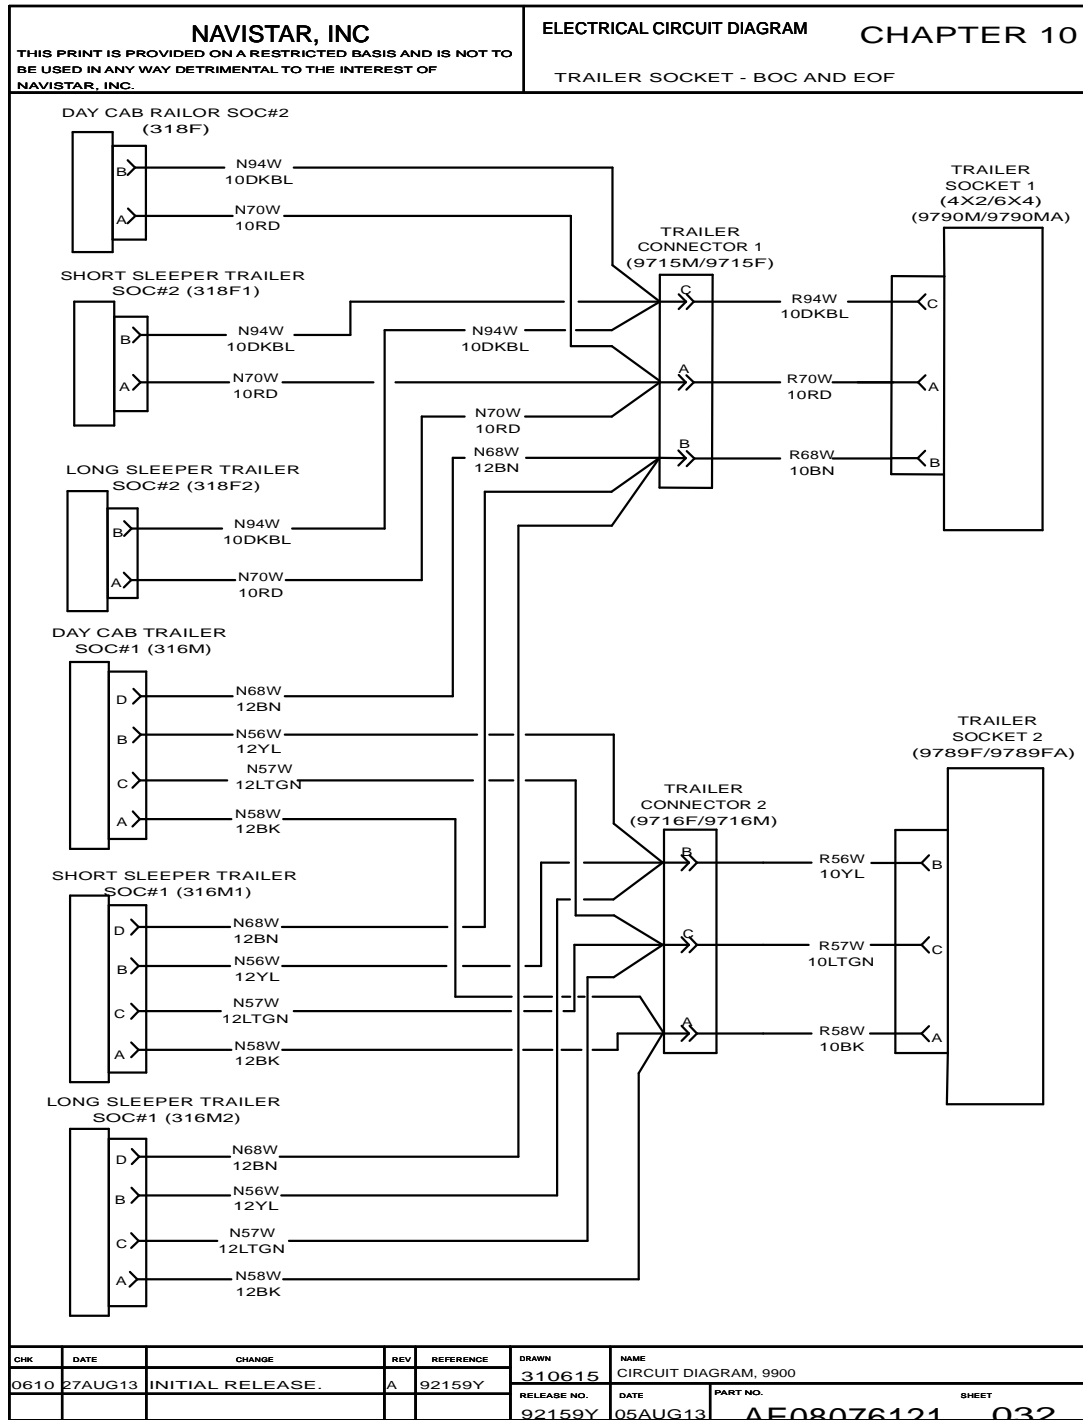 NAVISTAR, INC
THIS PRINT IS PROVIDED ON A RESTRICTED BASIS AND IS NOT TO
BE USED IN ANY WAY DETRIMENTAL TO THE INTEREST OF
NAVISTAR, INC.
ELECTRICAL CIRCUIT DIAGRAM
CHAPTER 10
TRAILER SOCKET - BOC AND EOF
DAY CAB RAILOR SOC#2
(318F)
B
N94W
10DKBL
A
N70W
10RD
SHORT SLEEPER TRAILER
SOC#2 (318F1)
B
N94W
10DKBL
A
N70W
10RD
LONG SLEEPER TRAILER
SOC#2 (318F2)
B
N94W
10DKBL
A
N70W
10RD
N94W
10DKBL
N70W
10RD
N68W
12BN
TRAILER
CONNECTOR 1
(9715M/9715F)
C
A
B
R94W
10DKBL
R70W
10RD
R68W
10BN
TRAILER
SOCKET 1
(4X2/6X4)
(9790M/9790MA)
C
A
B
DAY CAB TRAILER
SOC#1 (316M)
D
N68W
12BN
B
N56W
12YL
C
N57W
12LTGN
A
N58W
12BK
SHORT SLEEPER TRAILER
SOC#1 (316M1)
D
N68W
12BN
B
N56W
12YL
C
N57W
12LTGN
A
N58W
12BK
LONG SLEEPER TRAILER
SOC#1 (316M2)
D
N68W
12BN
B
N56W
12YL
C
N57W
12LTGN
A
N58W
12BK
TRAILER
CONNECTOR 2
(9716F/9716M)
B
C
A
R56W
10YL
R57W
10LTGN
R58W
10BK
TRAILER
SOCKET 2
(9789F/9789FA)
B
C
A
CHK DATE CHANGE REV REFERENCE
0610 27AUG13 INITIAL RELEASE. A 92159Y
DRAWN
310615
NAME
CIRCUIT DIAGRAM, 9900
RELEASE NO.
92159Y
DATE
05AUG13
PART NO.
AE08076121
SHEET
032